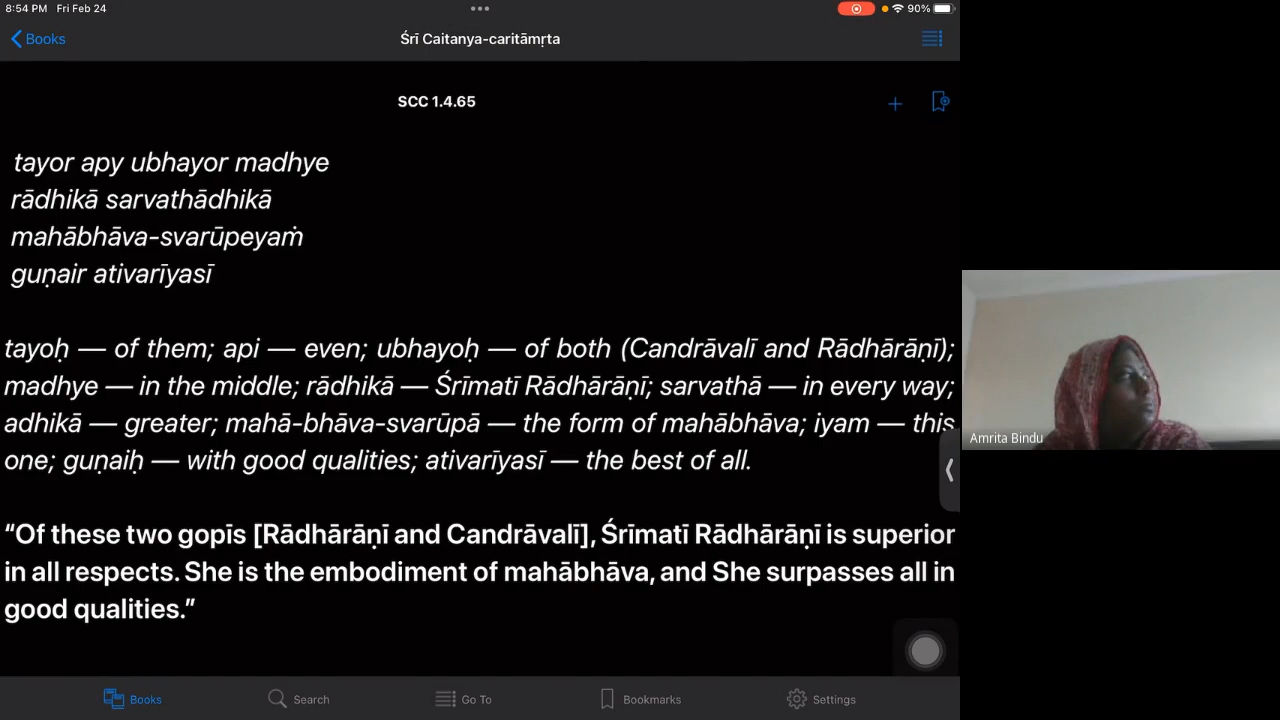 8:54 PM Fri Feb 24
90%
Books
Śrī Caitanya-caritāmṛta
SCC 1.4.65
tayor apy ubhayor madhye
rādhikā sarvathādhikā
mahābhāva-svarūpeyaṁ
guṇair ativarīyasī
tayoḥ — of them; api — even; ubhayoḥ — of both (Candrāvalī and Rādhārāṇī);
madhye — in the middle; rādhikā — Śrīmatī Rādhārāṇī; sarvathā — in every way;
adhikā — greater; mahā-bhāva-svarūpā — the form of mahābhāva; iyam — this
one; guṇaiḥ — with good qualities; ativarīyasī — the best of all.
“Of these two gopīs [Rādhārāṇī and Candrāvalī], Śrīmatī Rādhārāṇī is superior
in all respects. She is the embodiment of mahābhāva, and She surpasses all in
good qualities.”
Amrita Bindu
Books Search Go To Bookmarks Settings